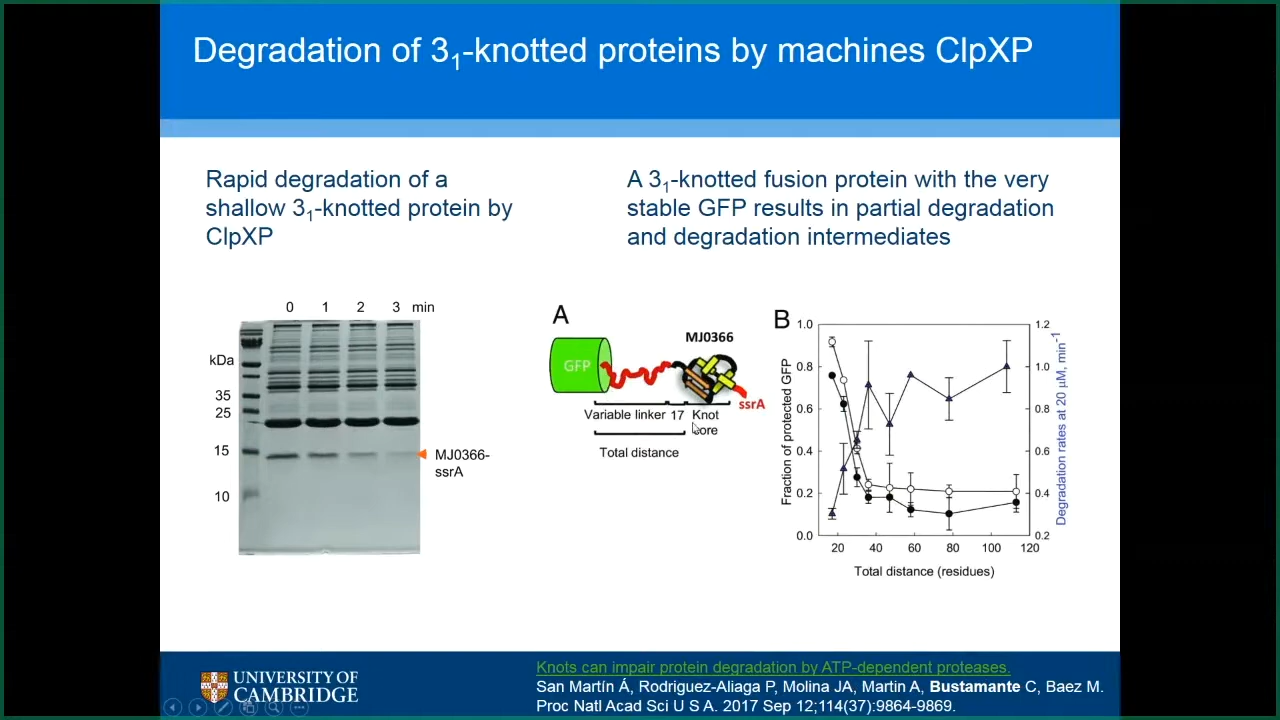 Degradation of 3₁-knotted proteins by machines ClpXP
Rapid degradation of a
shallow 3₁-knotted protein by
ClpXP
A 3₁-knotted fusion protein with the very
stable GFP results in partial degradation
and degradation intermediates
0 1 2 3 min
kDa
35
25
15
10
MJ0366-
ssrA
A
GFP
MJ0366
ssrA
Variable linker 17 Knot
core
Total distance
B
Fraction of protected GFP
1.0
0.8
0.6
0.4
0.2
0.0
1.2
1.0
0.8
0.6
0.4
0.2
Degradation rates at 20 µM, min⁻¹
20 40 60 80 100 120
Total distance (residues)
UNIVERSITY OF
CAMBRIDGE
Knots can impair protein degradation by ATP-dependent proteases.
San Martín Á, Rodriguez-Aliaga P, Molina JA, Martin A, Bustamante C, Baez M.
Proc Natl Acad Sci U S A. 2017 Sep 12;114(37):9864-9869.